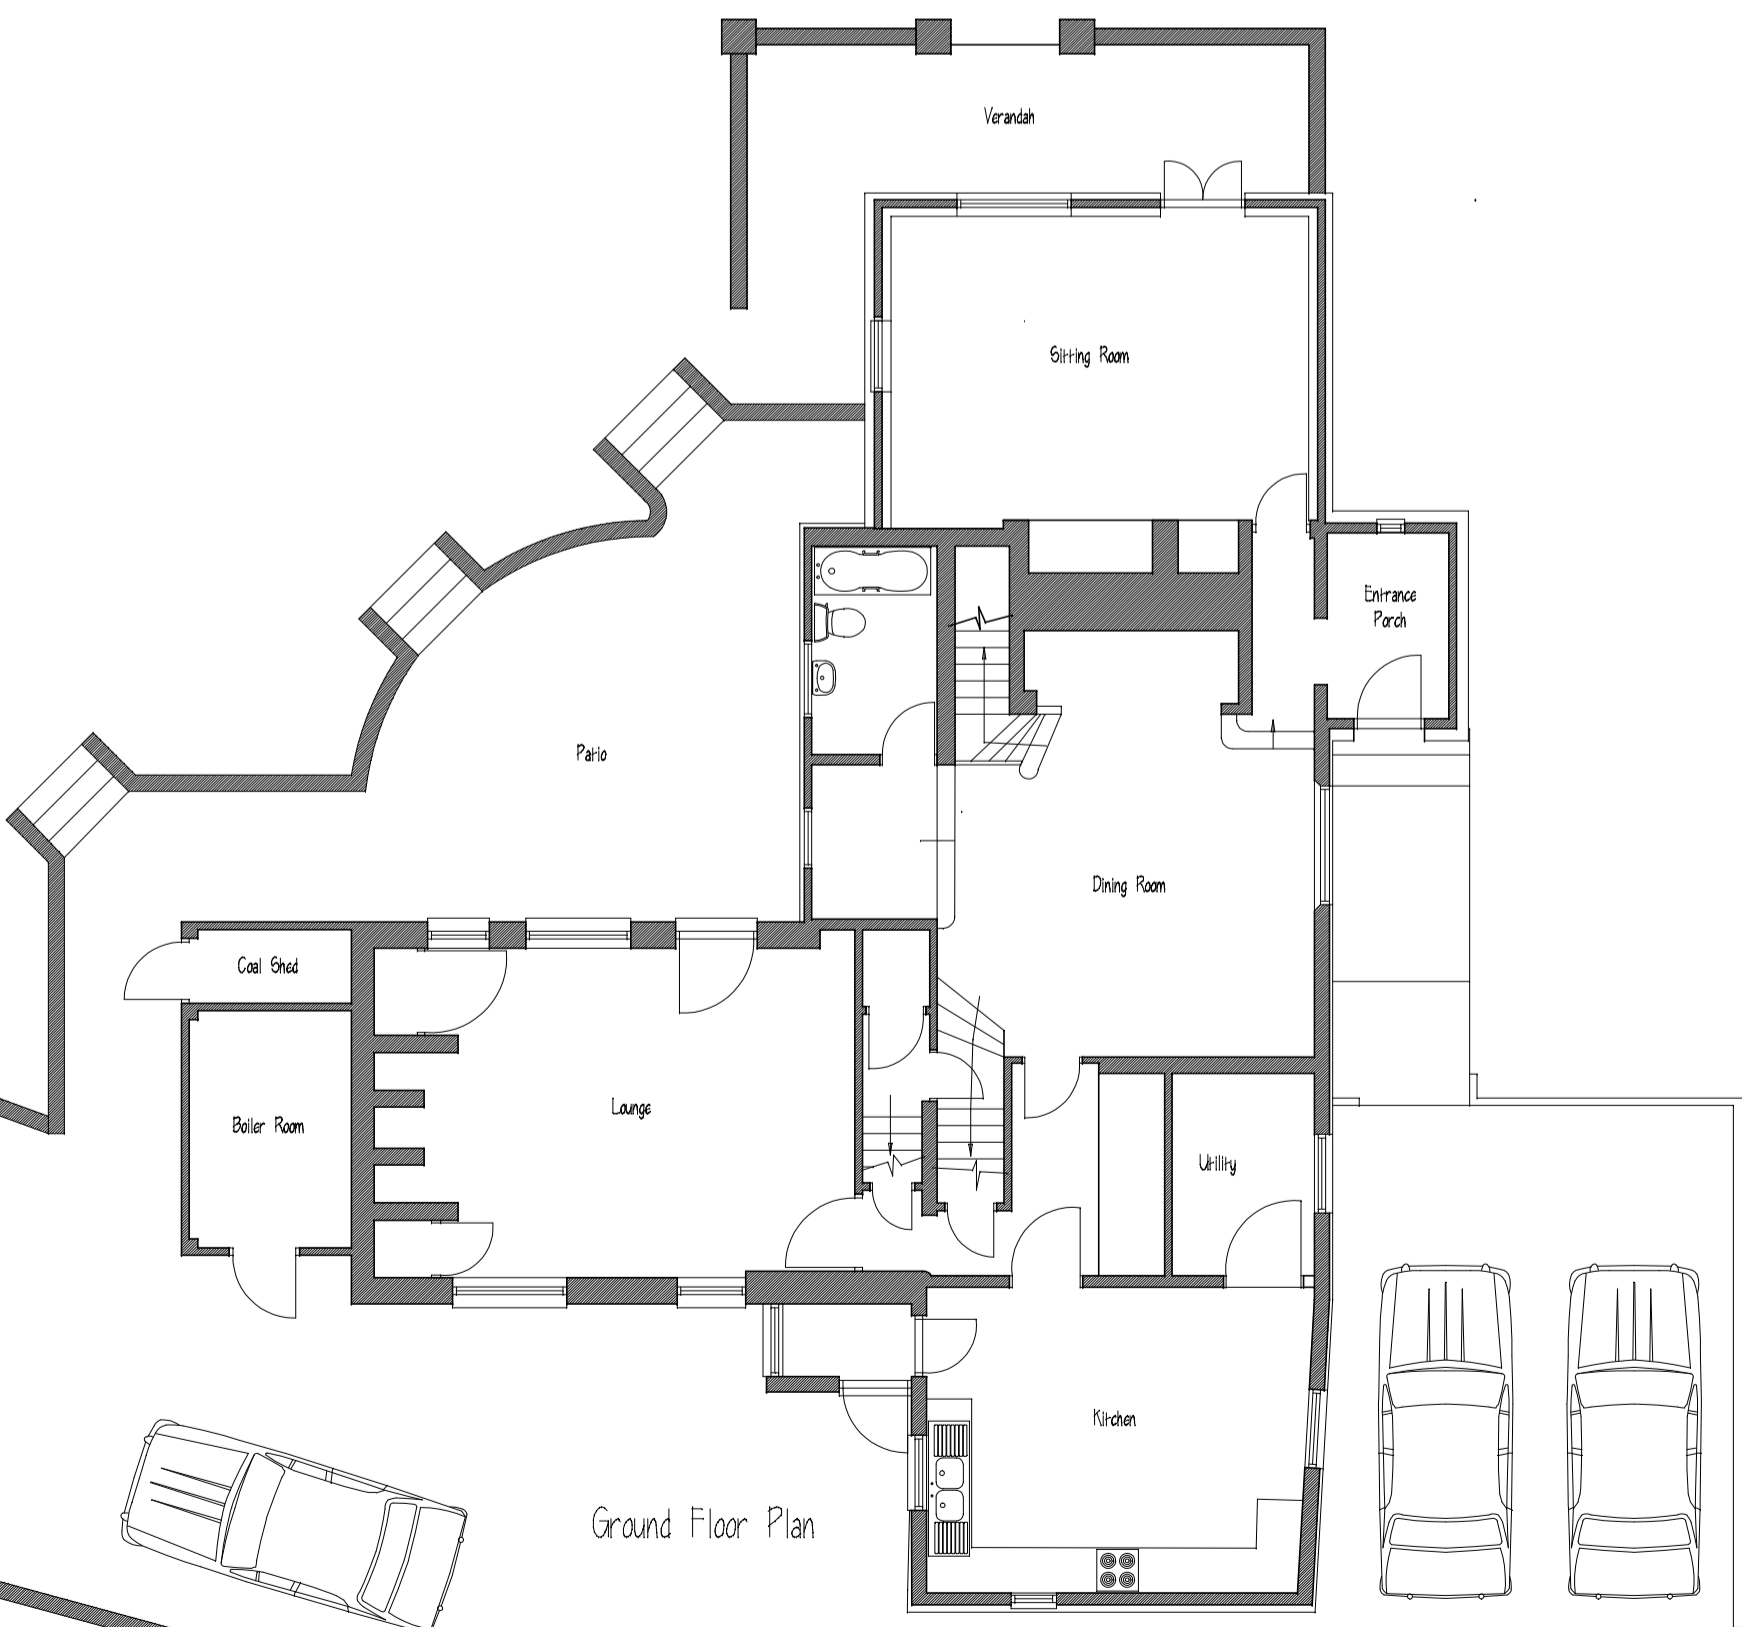 Verandah
Sitting Room
Entrance
Porch
Patio
Dining Room
Coal Shed
Lounge
Boiler Room
Utility
Kitchen
Ground Floor Plan